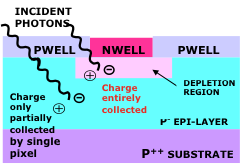 INCIDENT
PHOTONS
PWELL
NWELL
PWELL
⊕ ⊖
DEPLETION
REGION
Charge
entirely
collected
⊕ ⊖
Charge
only
partially
collected
by single
pixel
P⁻ EPI-LAYER
P⁺⁺ SUBSTRATE